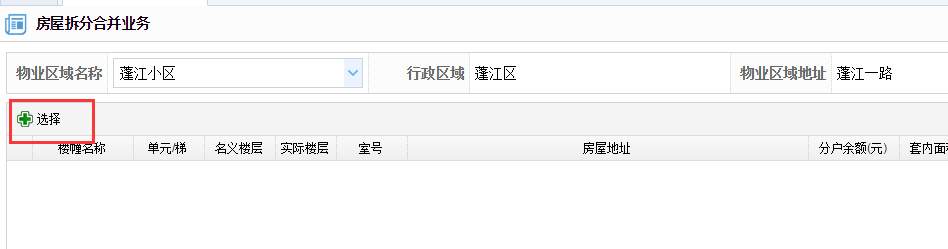 房屋拆分合并业务
物业区域名称 蓬江小区 行政区域 蓬江区 物业区域地址 蓬江一路
选择
楼幢名称 单元/梯 名义楼层 实际楼层 室号 房屋地址 分户余额(元) 套内面